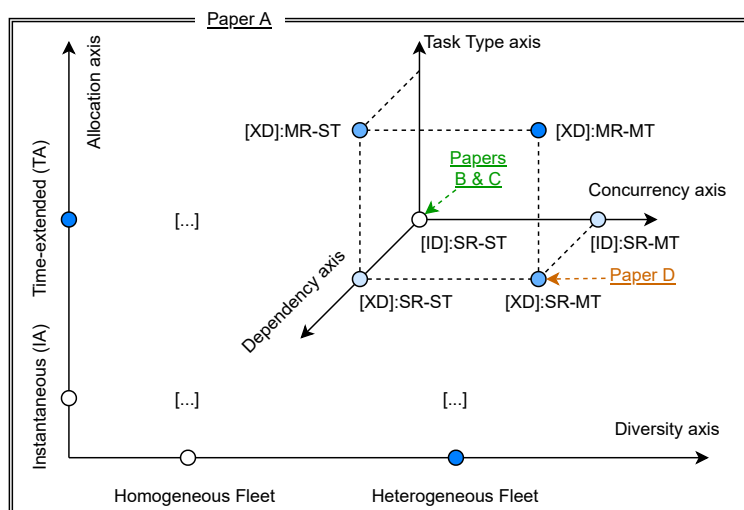 Paper A
Task Type axis
Allocation axis
[XD]:MR-ST
[XD]:MR-MT
Papers
B & C
Concurrency axis
Time-extended (TA)
[...]
[ID]:SR-ST
[ID]:SR-MT
Dependency axis
Paper D
[XD]:SR-ST
[XD]:SR-MT
Instantaneous (IA)
[...]
[...]
Diversity axis
Homogeneous Fleet
Heterogeneous Fleet